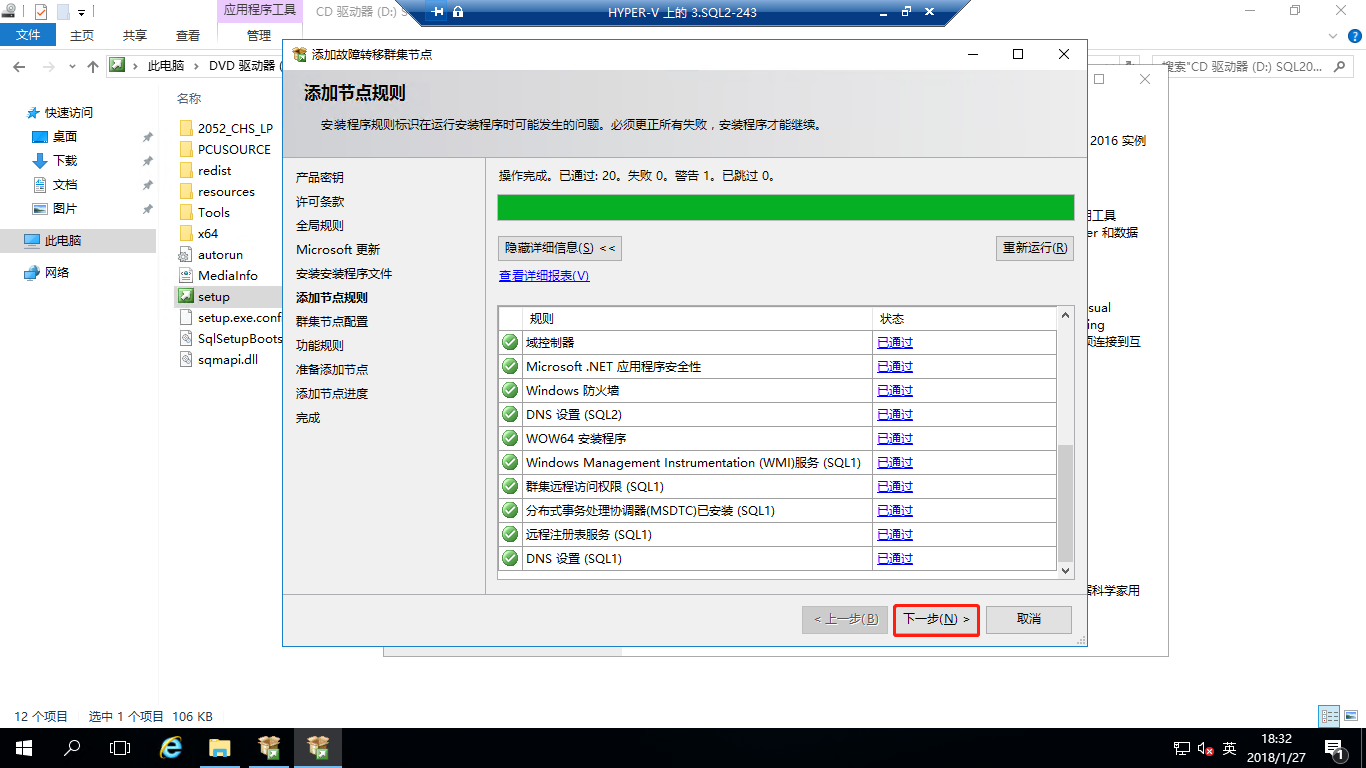 应用程序工具
CD 驱动器 (D:) S
HYPER-V 上的 3.SQL2-243
文件
主页
共享
查看
管理
此电脑
DVD 驱动器 (
搜索"CD 驱动器 (D:) SQL20...
快速访问
桌面
下载
文档
图片
此电脑
网络
名称
2052_CHS_LP
PCUSOURCE
redist
resources
Tools
x64
autorun
MediaInfo
setup
setup.exe.conf
SqlSetupBoots
sqmapi.dll
添加故障转移群集节点
添加节点规则
安装程序规则标识在运行安装程序时可能发生的问题。必须更正所有失败，安装程序才能继续。
产品密钥
许可条款
全局规则
Microsoft 更新
安装安装程序文件
添加节点规则
群集节点配置
功能规则
准备添加节点
添加节点进度
完成
操作完成。已通过: 20。失败 0。警告 1。已跳过 0。
隐藏详细信息(S) <<
重新运行(R)
查看详细报表(V)
规则 状态
域控制器 已通过
Microsoft .NET 应用程序安全性 已通过
Windows 防火墙 已通过
DNS 设置 (SQL2) 已通过
WOW64 安装程序 已通过
Windows Management Instrumentation (WMI)服务 (SQL1) 已通过
群集远程访问权限 (SQL1) 已通过
分布式事务处理协调器(MSDTC)已安装 (SQL1) 已通过
远程注册表服务 (SQL1) 已通过
DNS 设置 (SQL1) 已通过
< 上一步(B)
下一步(N) >
取消
2016 实例
工具
er 和数据
sual
ing
连接到互
科学家用
12 个项目
选中 1 个项目 106 KB
英
18:32
2018/1/27
1